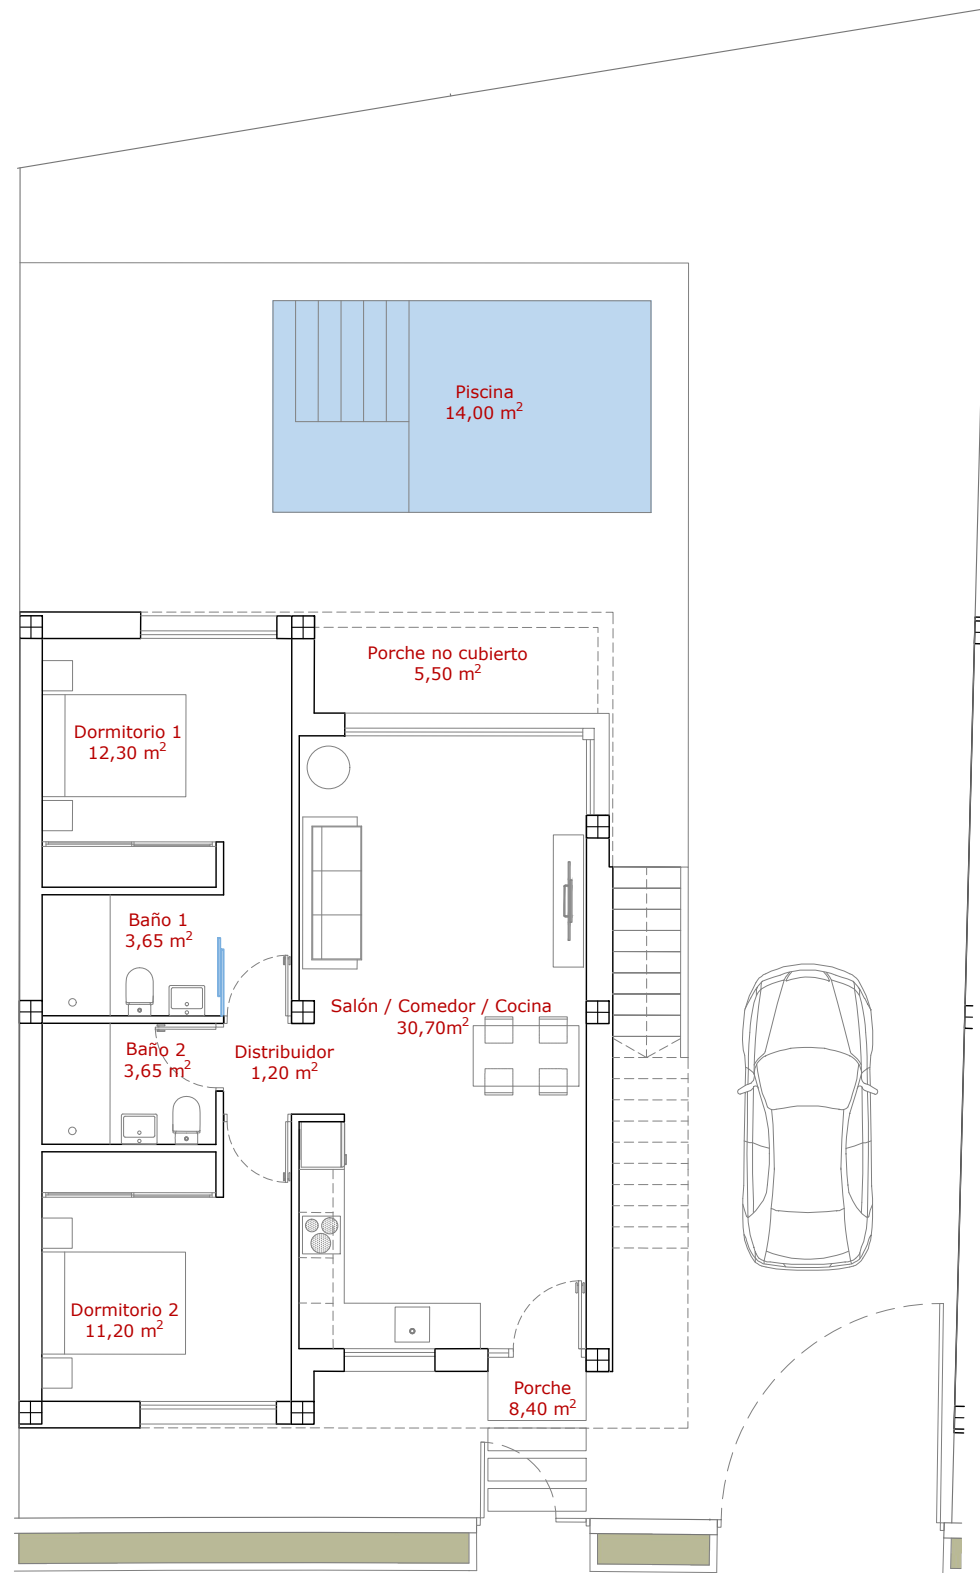 Piscina
14,00 m²
Porche no cubierto
5,50 m²
Dormitorio 1
12,30 m²
Baño 1
3,65 m²
Salón / Comedor / Cocina
30,70m²
Baño 2
3,65 m²
Distribuidor
1,20 m²
Dormitorio 2
11,20 m²
Porche
8,40 m²